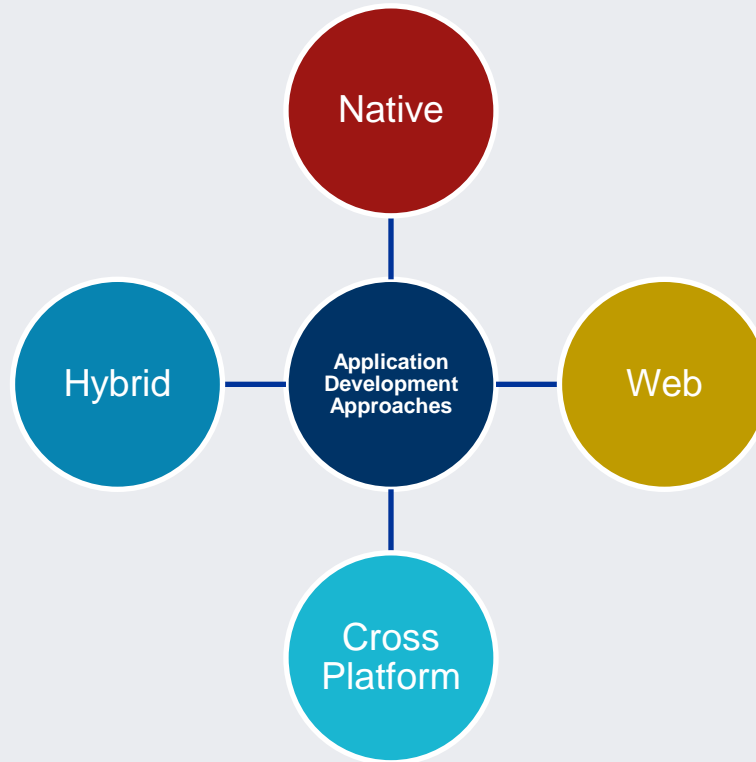 Native
Hybrid
Application
Development
Approaches
Web
Cross
Platform